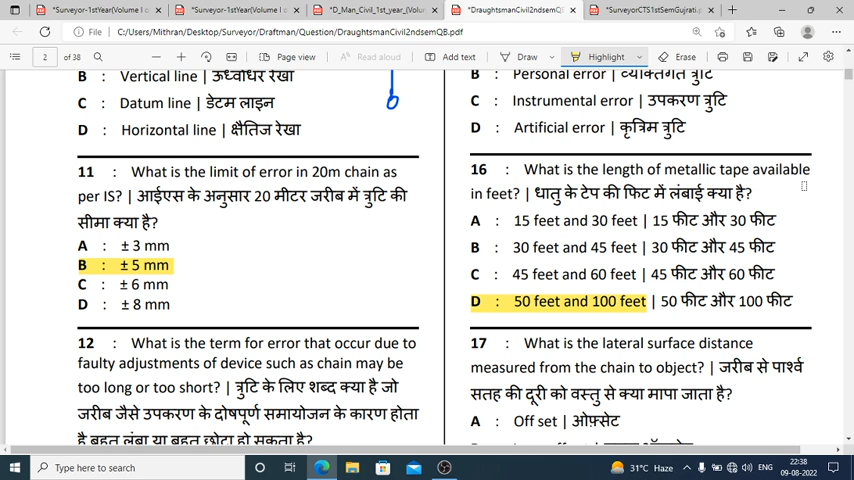 *Surveyor-1stYear(Volume I o
*Surveyor-1stYear(Volume I o
*D_Man_Civil_1st_year_(Volum
*DraughtsmanCivil2ndsemQB.p
*SurveyorCTS1stSemGujrati.p
File
C:/Users/Mithran/Desktop/Surveyor/Draftman/Question/DraughtsmanCivil2ndsemQB.pdf
2 of 38
Page view
Read aloud
Add text
Draw
Highlight
Erase
B : Vertical line | ऊर्ध्वाधर रेखा
C : Datum line | डेटम लाइन
D : Horizontal line | क्षैतिज रेखा
11 : What is the limit of error in 20m chain as
per IS? | आईएस के अनुसार 20 मीटर जरीब में त्रुटि की
सीमा क्या है?
A : ± 3 mm
B : ± 5 mm
C : ± 6 mm
D : ± 8 mm
12 : What is the term for error that occur due to
faulty adjustments of device such as chain may be
too long or too short? | त्रुटि के लिए शब्द क्या है जो
जरीब जैसे उपकरण के दोषपूर्ण समायोजन के कारण होता
है बहुत लंबा या बहुत छोटा हो सकता है?
B : Personal error | व्यक्तिगत त्रुटि
C : Instrumental error | उपकरण त्रुटि
D : Artificial error | कृत्रिम त्रुटि
16 : What is the length of metallic tape available
in feet? | धातु के टेप की फिट में लंबाई क्या है?
A : 15 feet and 30 feet | 15 फीट और 30 फीट
B : 30 feet and 45 feet | 30 फीट और 45 फीट
C : 45 feet and 60 feet | 45 फीट और 60 फीट
D : 50 feet and 100 feet | 50 फीट और 100 फीट
17 : What is the lateral surface distance
measured from the chain to object? | जरीब से पार्श्व
सतह की दूरी को वस्तु से क्या मापा जाता है?
A : Off set | ओफ़्सेट
Type here to search
31°C Haze
ENG
22:38
09-08-2022